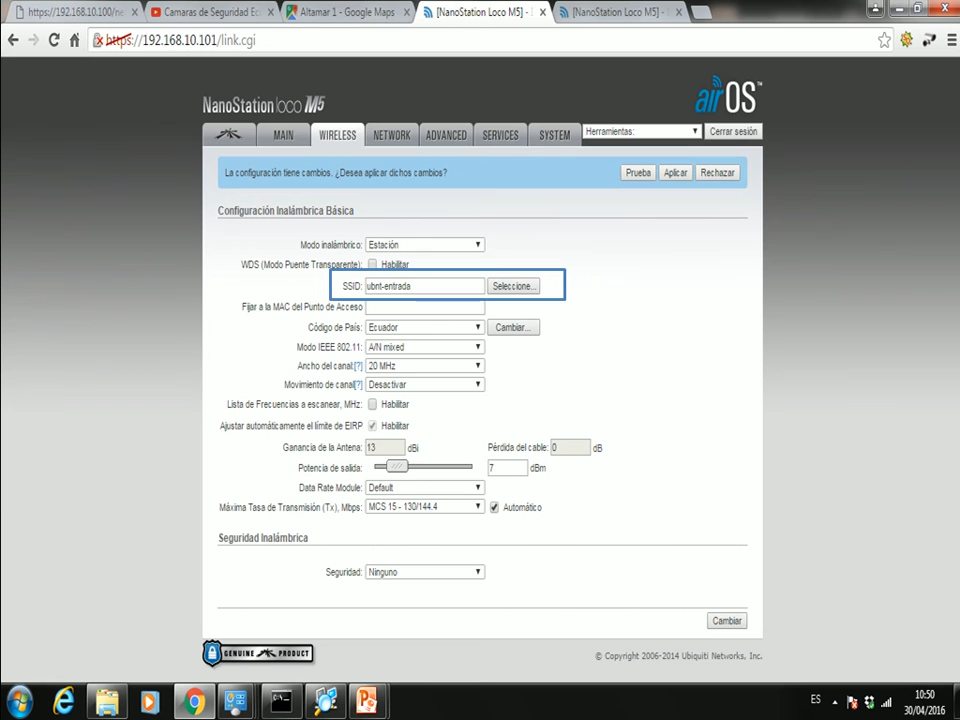 https://192.168.10.100/ne
Camaras de Seguridad Ec
Altamar 1 - Google Maps
[NanoStation Loco M5] -
[NanoStation Loco M5] -
https://192.168.10.101/link.cgi
NanoStation loco M5
airOS™
MAIN WIRELESS NETWORK ADVANCED SERVICES SYSTEM Herramientas: Cerrar sesión
La configuración tiene cambios. ¿Desea aplicar dichos cambios? Prueba Aplicar Rechazar
Configuración Inalámbrica Básica
Modo inalámbrico: Estación
WDS (Modo Puente Transparente): Habilitar
SSID: ubnt-entrada Seleccione...
Fijar a la MAC del Punto de Acceso
Código de País: Ecuador Cambiar...
Modo IEEE 802.11: A/N mixed
Ancho del canal:[?] 20 MHz
Movimiento de canal[?] Desactivar
Lista de Frecuencias a escanear, MHz: Habilitar
Ajustar automáticamente el límite de EIRP Habilitar
Ganancia de la Antena: 13 dBi Pérdida del cable: 0 dB
Potencia de salida: 7 dBm
Data Rate Module: Default
Máxima Tasa de Transmisión (Tx), Mbps: MCS 15 - 130/144.4 Automático
Seguridad Inalámbrica
Seguridad: Ninguno
Cambiar
GENUINE PRODUCT
© Copyright 2006-2014 Ubiquiti Networks, Inc.
ES
10:50
30/04/2016